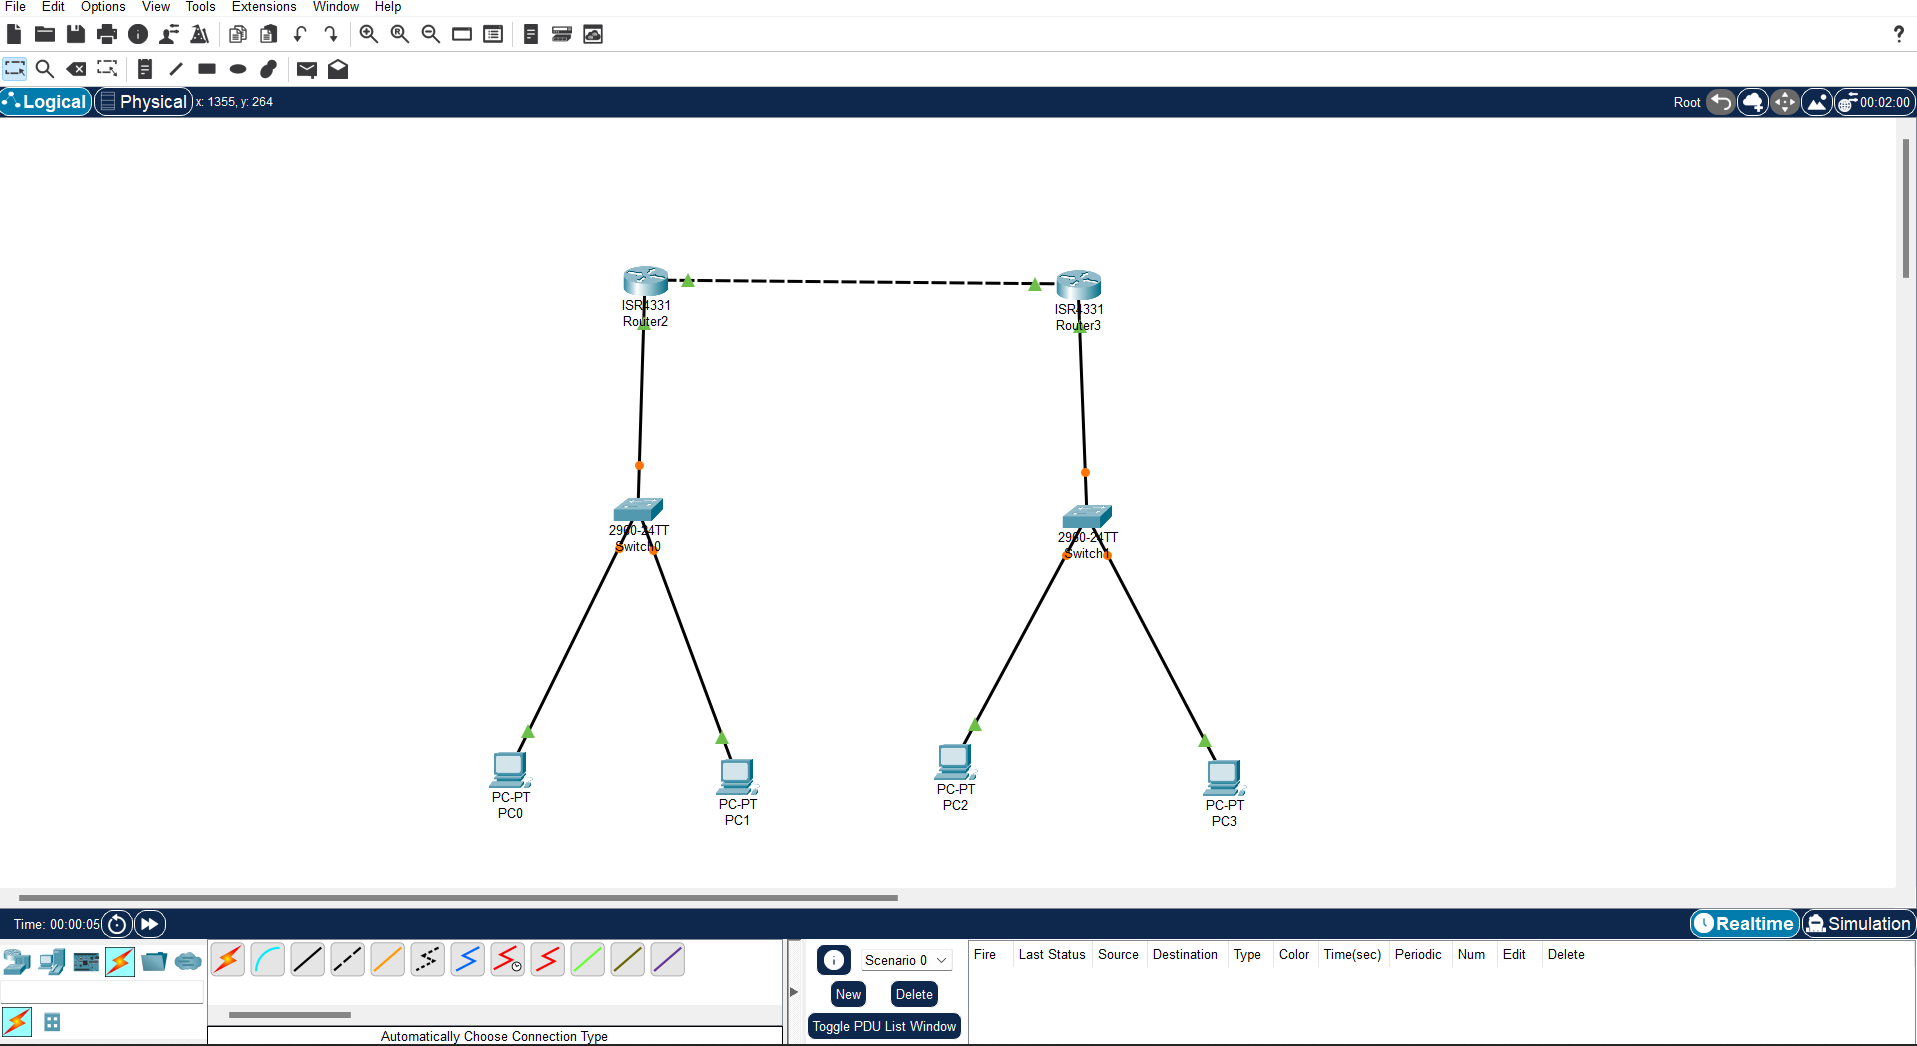 File Edit Options View Tools Extensions Window Help
?
Logical Physical x: 1355, y: 264 Root 00:02:00
ISR4331
Router2
ISR4331
Router3
2960-24TT
Switch0
2960-24TT
Switch1
PC-PT
PC0
PC-PT
PC1
PC-PT
PC2
PC-PT
PC3
Time: 00:00:05 Realtime Simulation
Scenario 0
New Delete
Toggle PDU List Window
Fire Last Status Source Destination Type Color Time(sec) Periodic Num Edit Delete
Automatically Choose Connection Type